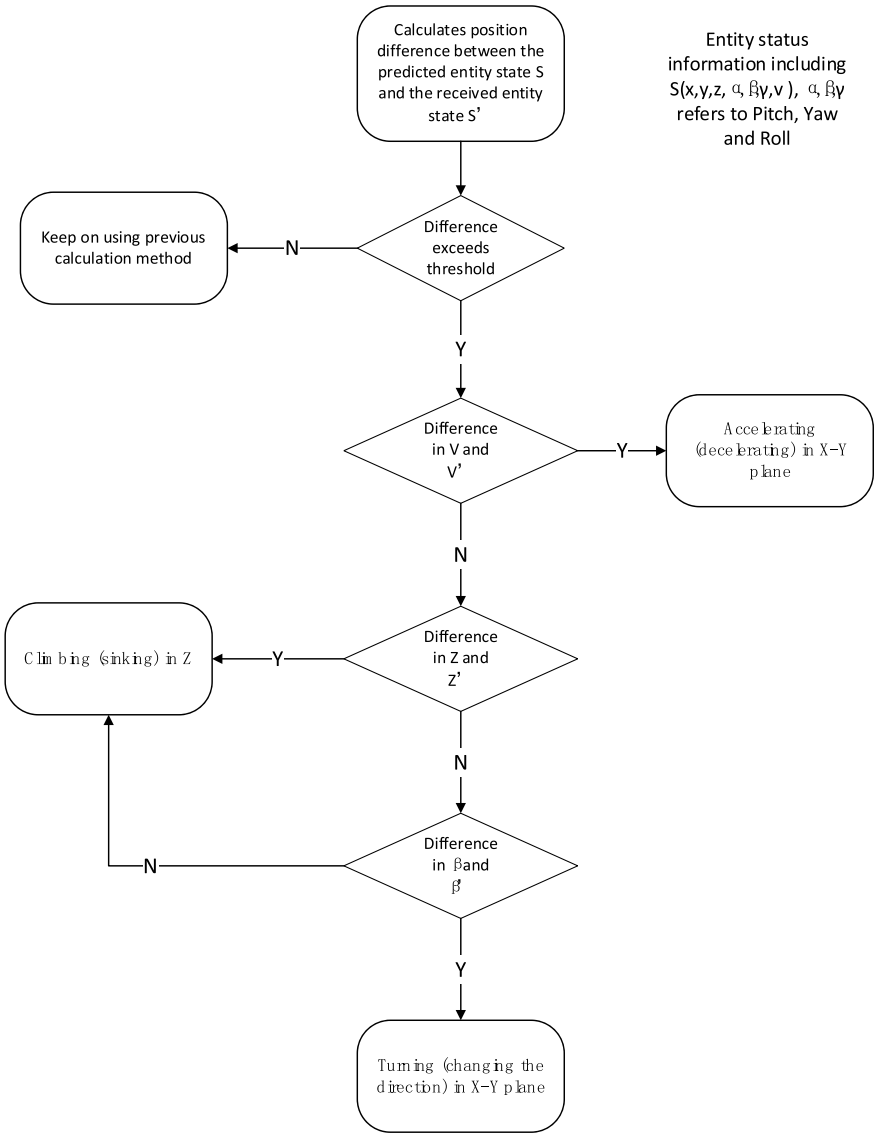 Calculates position
difference between the
predicted entity state S
and the received entity
state S’
Entity status
information including
S(x,y,z, α,β,γ,v ), α,β,γ
refers to Pitch, Yaw
and Roll
Difference
exceeds
threshold
N
Keep on using previous
calculation method
Y
Difference
in V and
V’
Y
Accelerating
(decelerating) in X-Y
plane
N
Difference
in Z and
Z’
Y
Climbing (sinking) in Z
N
Difference
in β and
β’
N
Y
Turning (changing the
direction) in X-Y plane